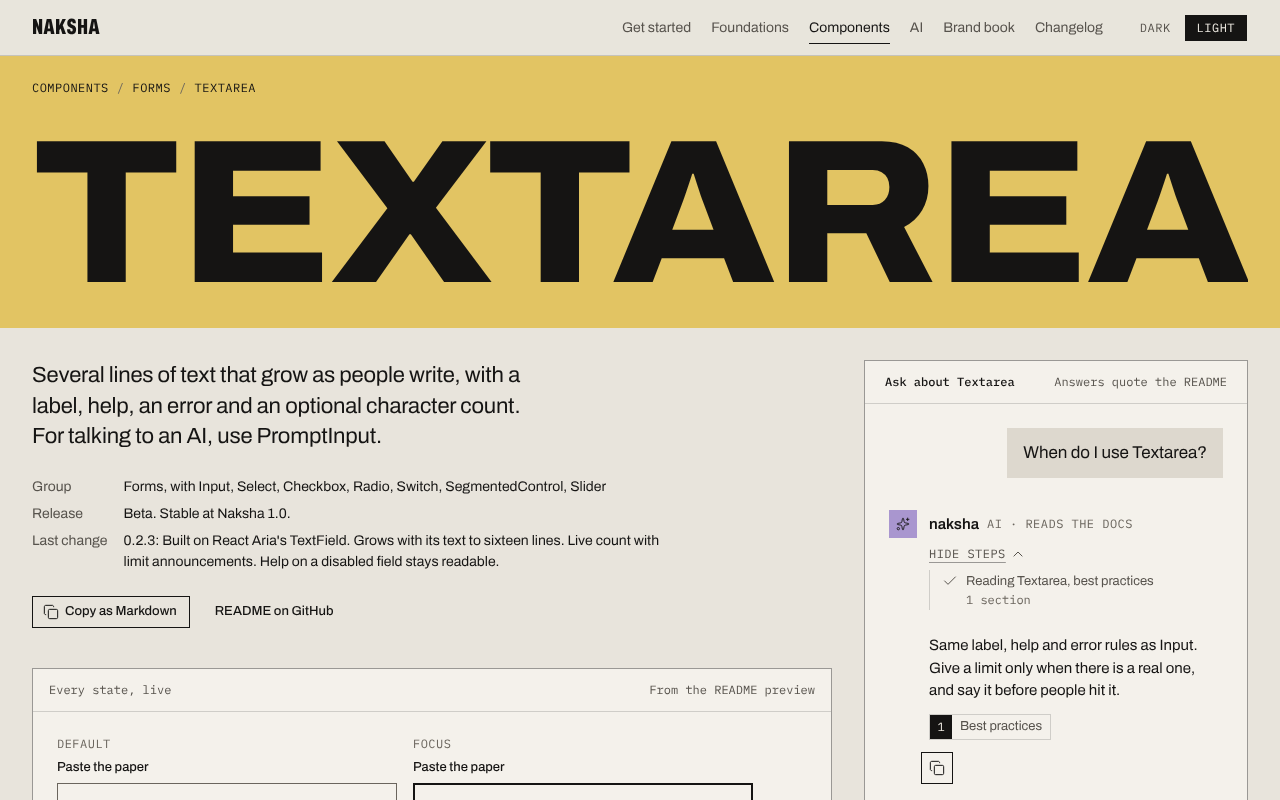 NAKSHA
Get started
Foundations
Components
AI
Brand book
Changelog
DARK
LIGHT
COMPONENTS / FORMS / TEXTAREA
TEXTAREA
Several lines of text that grow as people write, with a
label, help, an error and an optional character count.
For talking to an AI, use PromptInput.
Group
Forms, with Input, Select, Checkbox, Radio, Switch, SegmentedControl, Slider
Release
Beta. Stable at Naksha 1.0.
Last change
0.2.3: Built on React Aria's TextField. Grows with its text to sixteen lines. Live count with
limit announcements. Help on a disabled field stays readable.
Copy as Markdown
README on GitHub
Every state, live
From the README preview
DEFAULT
Paste the paper
FOCUS
Paste the paper
Ask about Textarea
Answers quote the README
When do I use Textarea?
naksha AI · READS THE DOCS
HIDE STEPS
Reading Textarea, best practices
1 section
Same label, help and error rules as Input.
Give a limit only when there is a real one,
and say it before people hit it.
1 Best practices